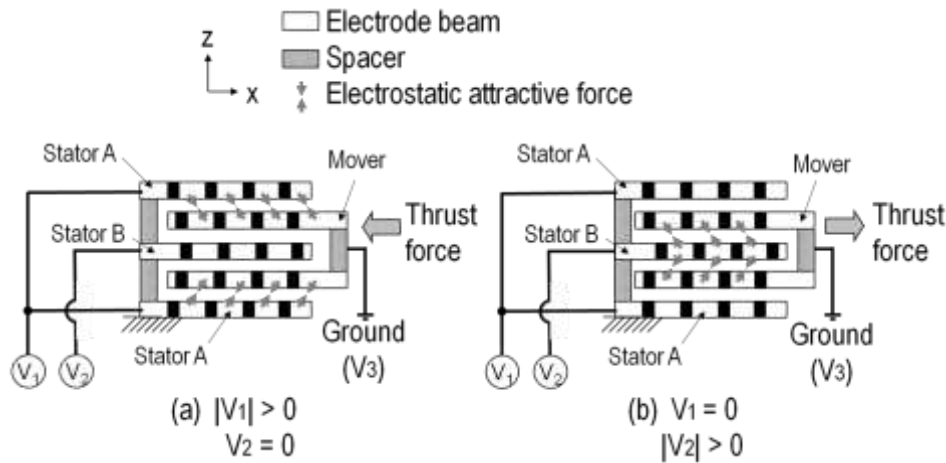 Electrode beam
Spacer
Electrostatic attractive force
z
x
Stator A
Mover
Stator B
Thrust
force
Stator A
Ground
(V3)
V1
V2
(a) |V1| > 0
V2 = 0
Stator A
Mover
Stator B
Thrust
force
Stator A
Ground
(V3)
V1
V2
(b) V1 = 0
|V2| > 0